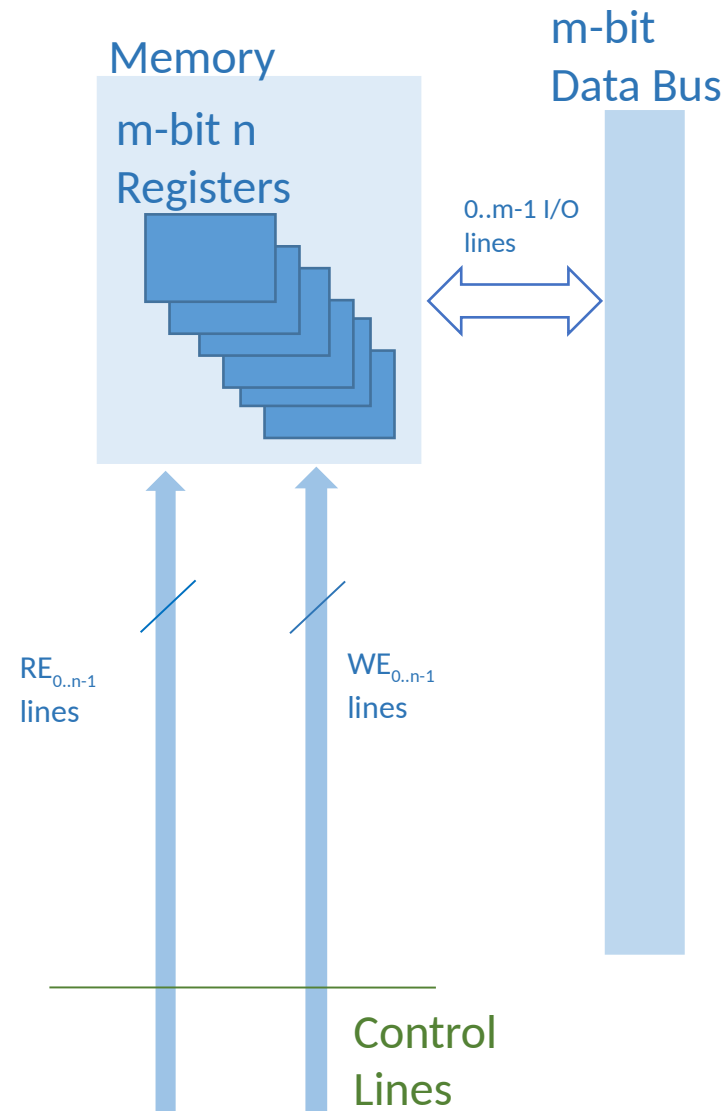 m-bit
Data Bus
Memory
m-bit n
Registers
0..m-1 I/O
lines
RE0..n-1
lines
WE0..n-1
lines
Control
Lines